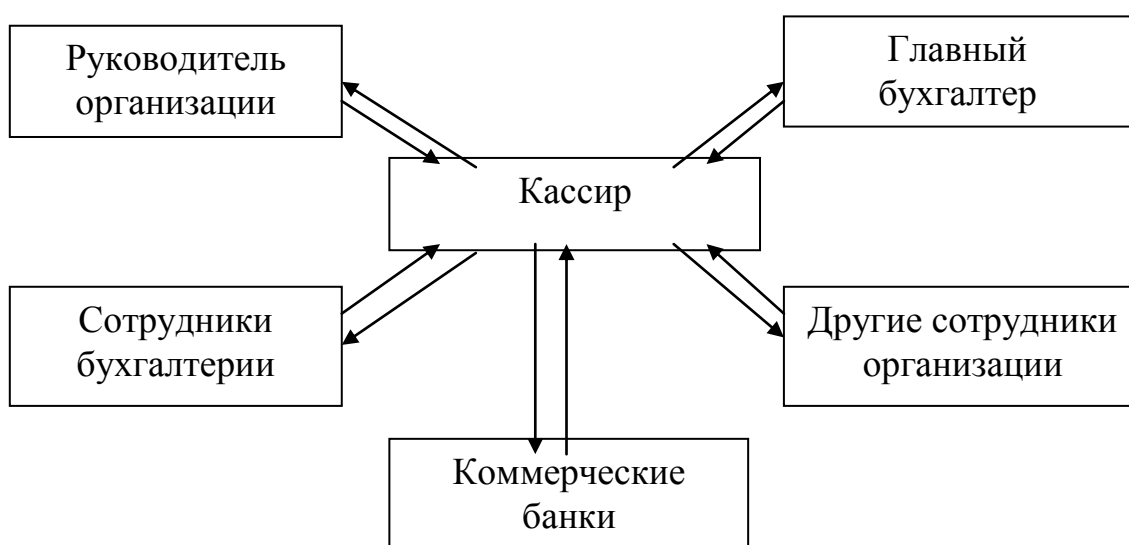 Руководитель
организации
Главный
бухгалтер
Кассир
Сотрудники
бухгалтерии
Другие сотрудники
организации
Коммерческие
банки